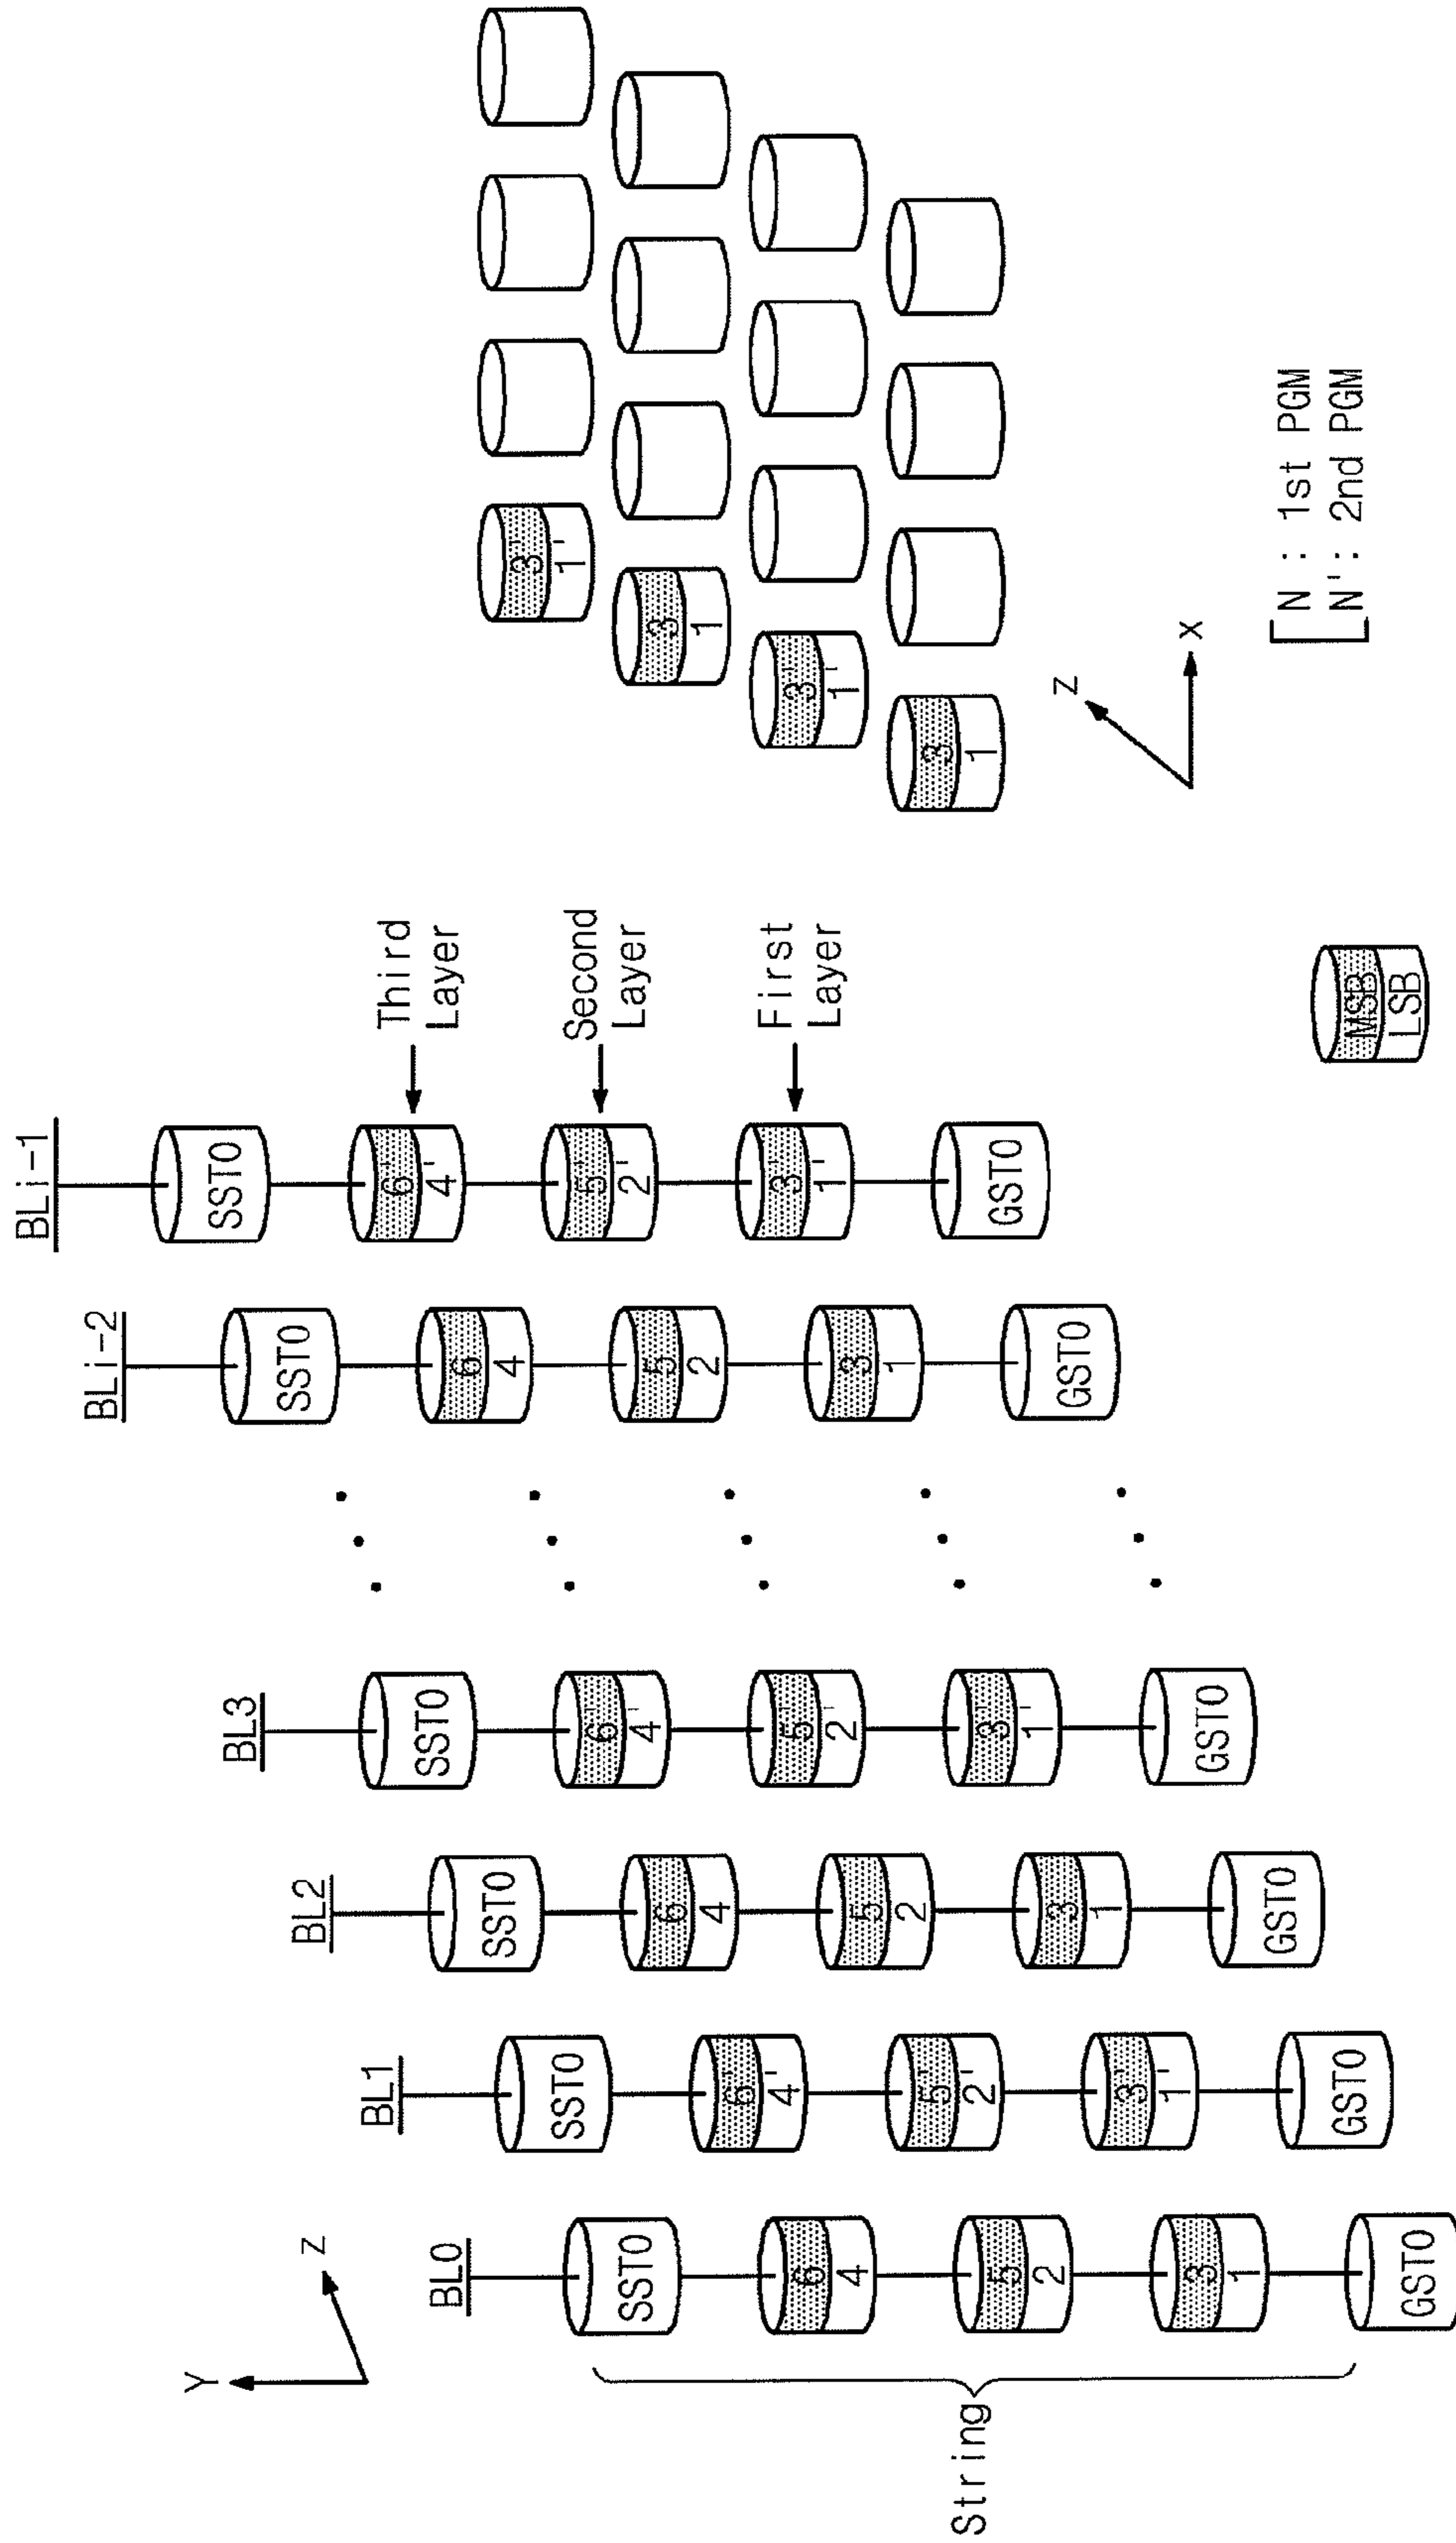 Y
Z
BL0
SST0
6
4
5
2
3
1
GST0
String
BL1
SST0
6'
4'
5'
2'
3'
1'
GST0
BL2
SST0
6
4
5
2
3
1
GST0
BL3
SST0
6'
4'
5'
2'
3'
1'
GST0
BLi-2
SST0
6
4
5
2
3
1
GST0
BLi-1
SST0
6'
4'
5'
2'
3'
1'
GST0
Third
Layer
Second
Layer
First
Layer
MSB
LSB
3'
1'
3
1
3'
1'
3
1
Z
X
N : 1st PGM
N': 2nd PGM